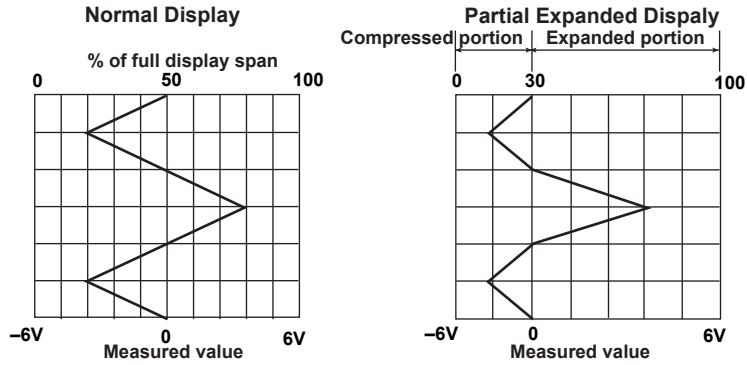 Normal Display
% of full display span
0 50 100
–6V 0 6V
Measured value
Partial Expanded Dispaly
Compressed portion Expanded portion
0 30 100
–6V 0 6V
Measured value